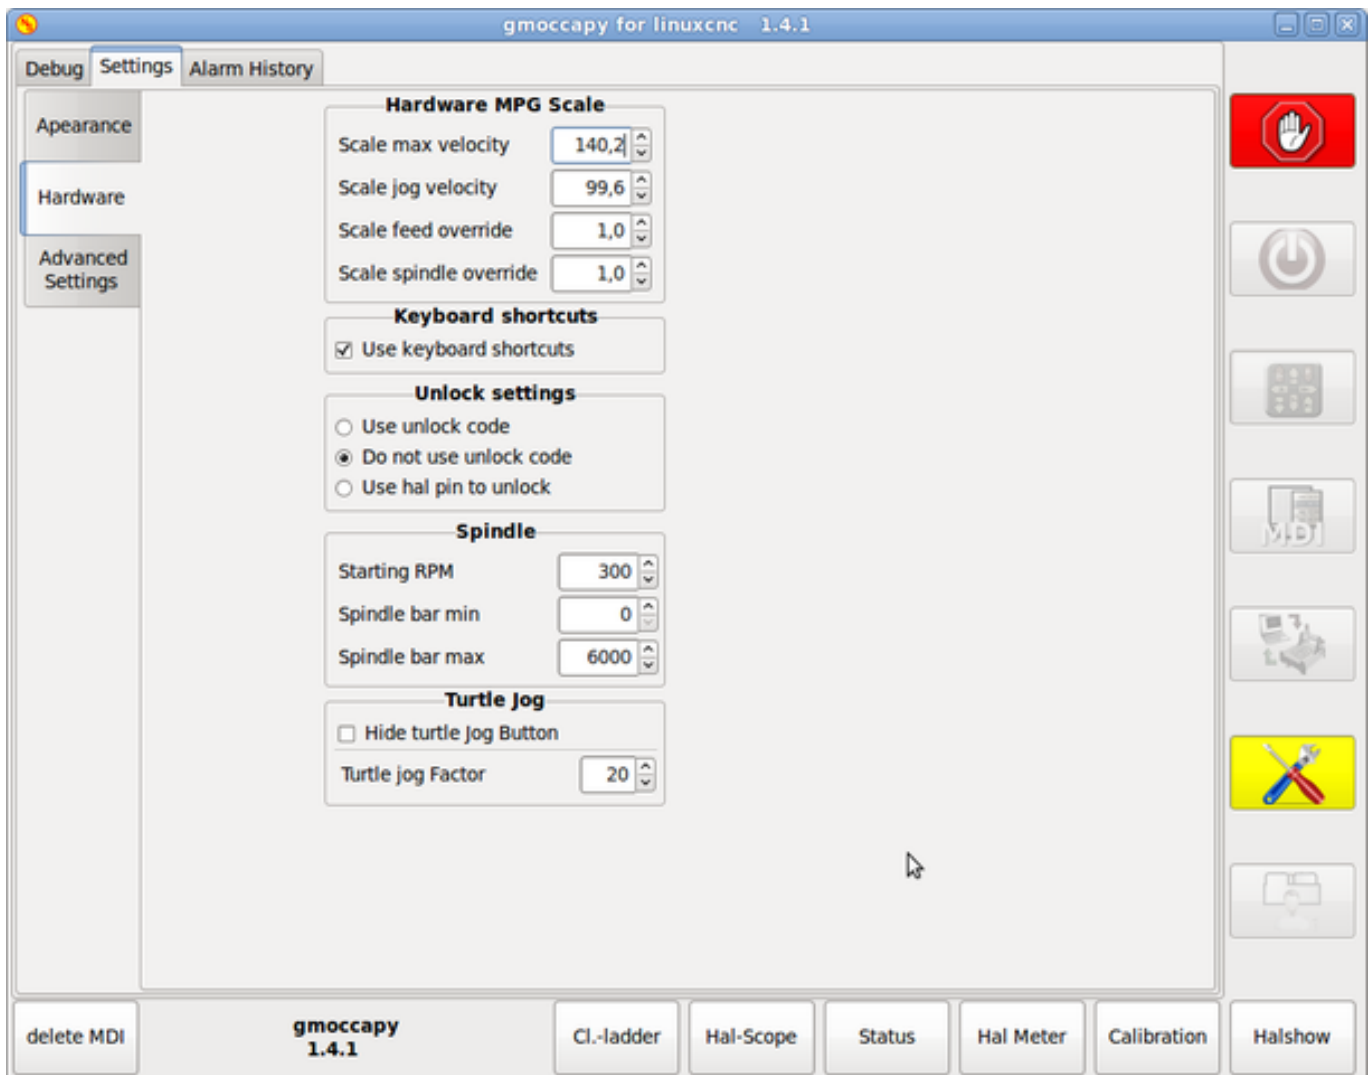 gmoccapy for linuxcnc 1.4.1
Debug Settings Alarm History
Apearance
Hardware
Advanced
Settings
Hardware MPG Scale
Scale max velocity 140,2
Scale jog velocity 99,6
Scale feed override 1,0
Scale spindle override 1,0
Keyboard shortcuts
Use keyboard shortcuts
Unlock settings
Use unlock code
Do not use unlock code
Use hal pin to unlock
Spindle
Starting RPM 300
Spindle bar min 0
Spindle bar max 6000
Turtle Jog
Hide turtle Jog Button
Turtle jog Factor 20
MDI
delete MDI
gmoccapy
1.4.1
Cl.-ladder
Hal-Scope
Status
Hal Meter
Calibration
Halshow